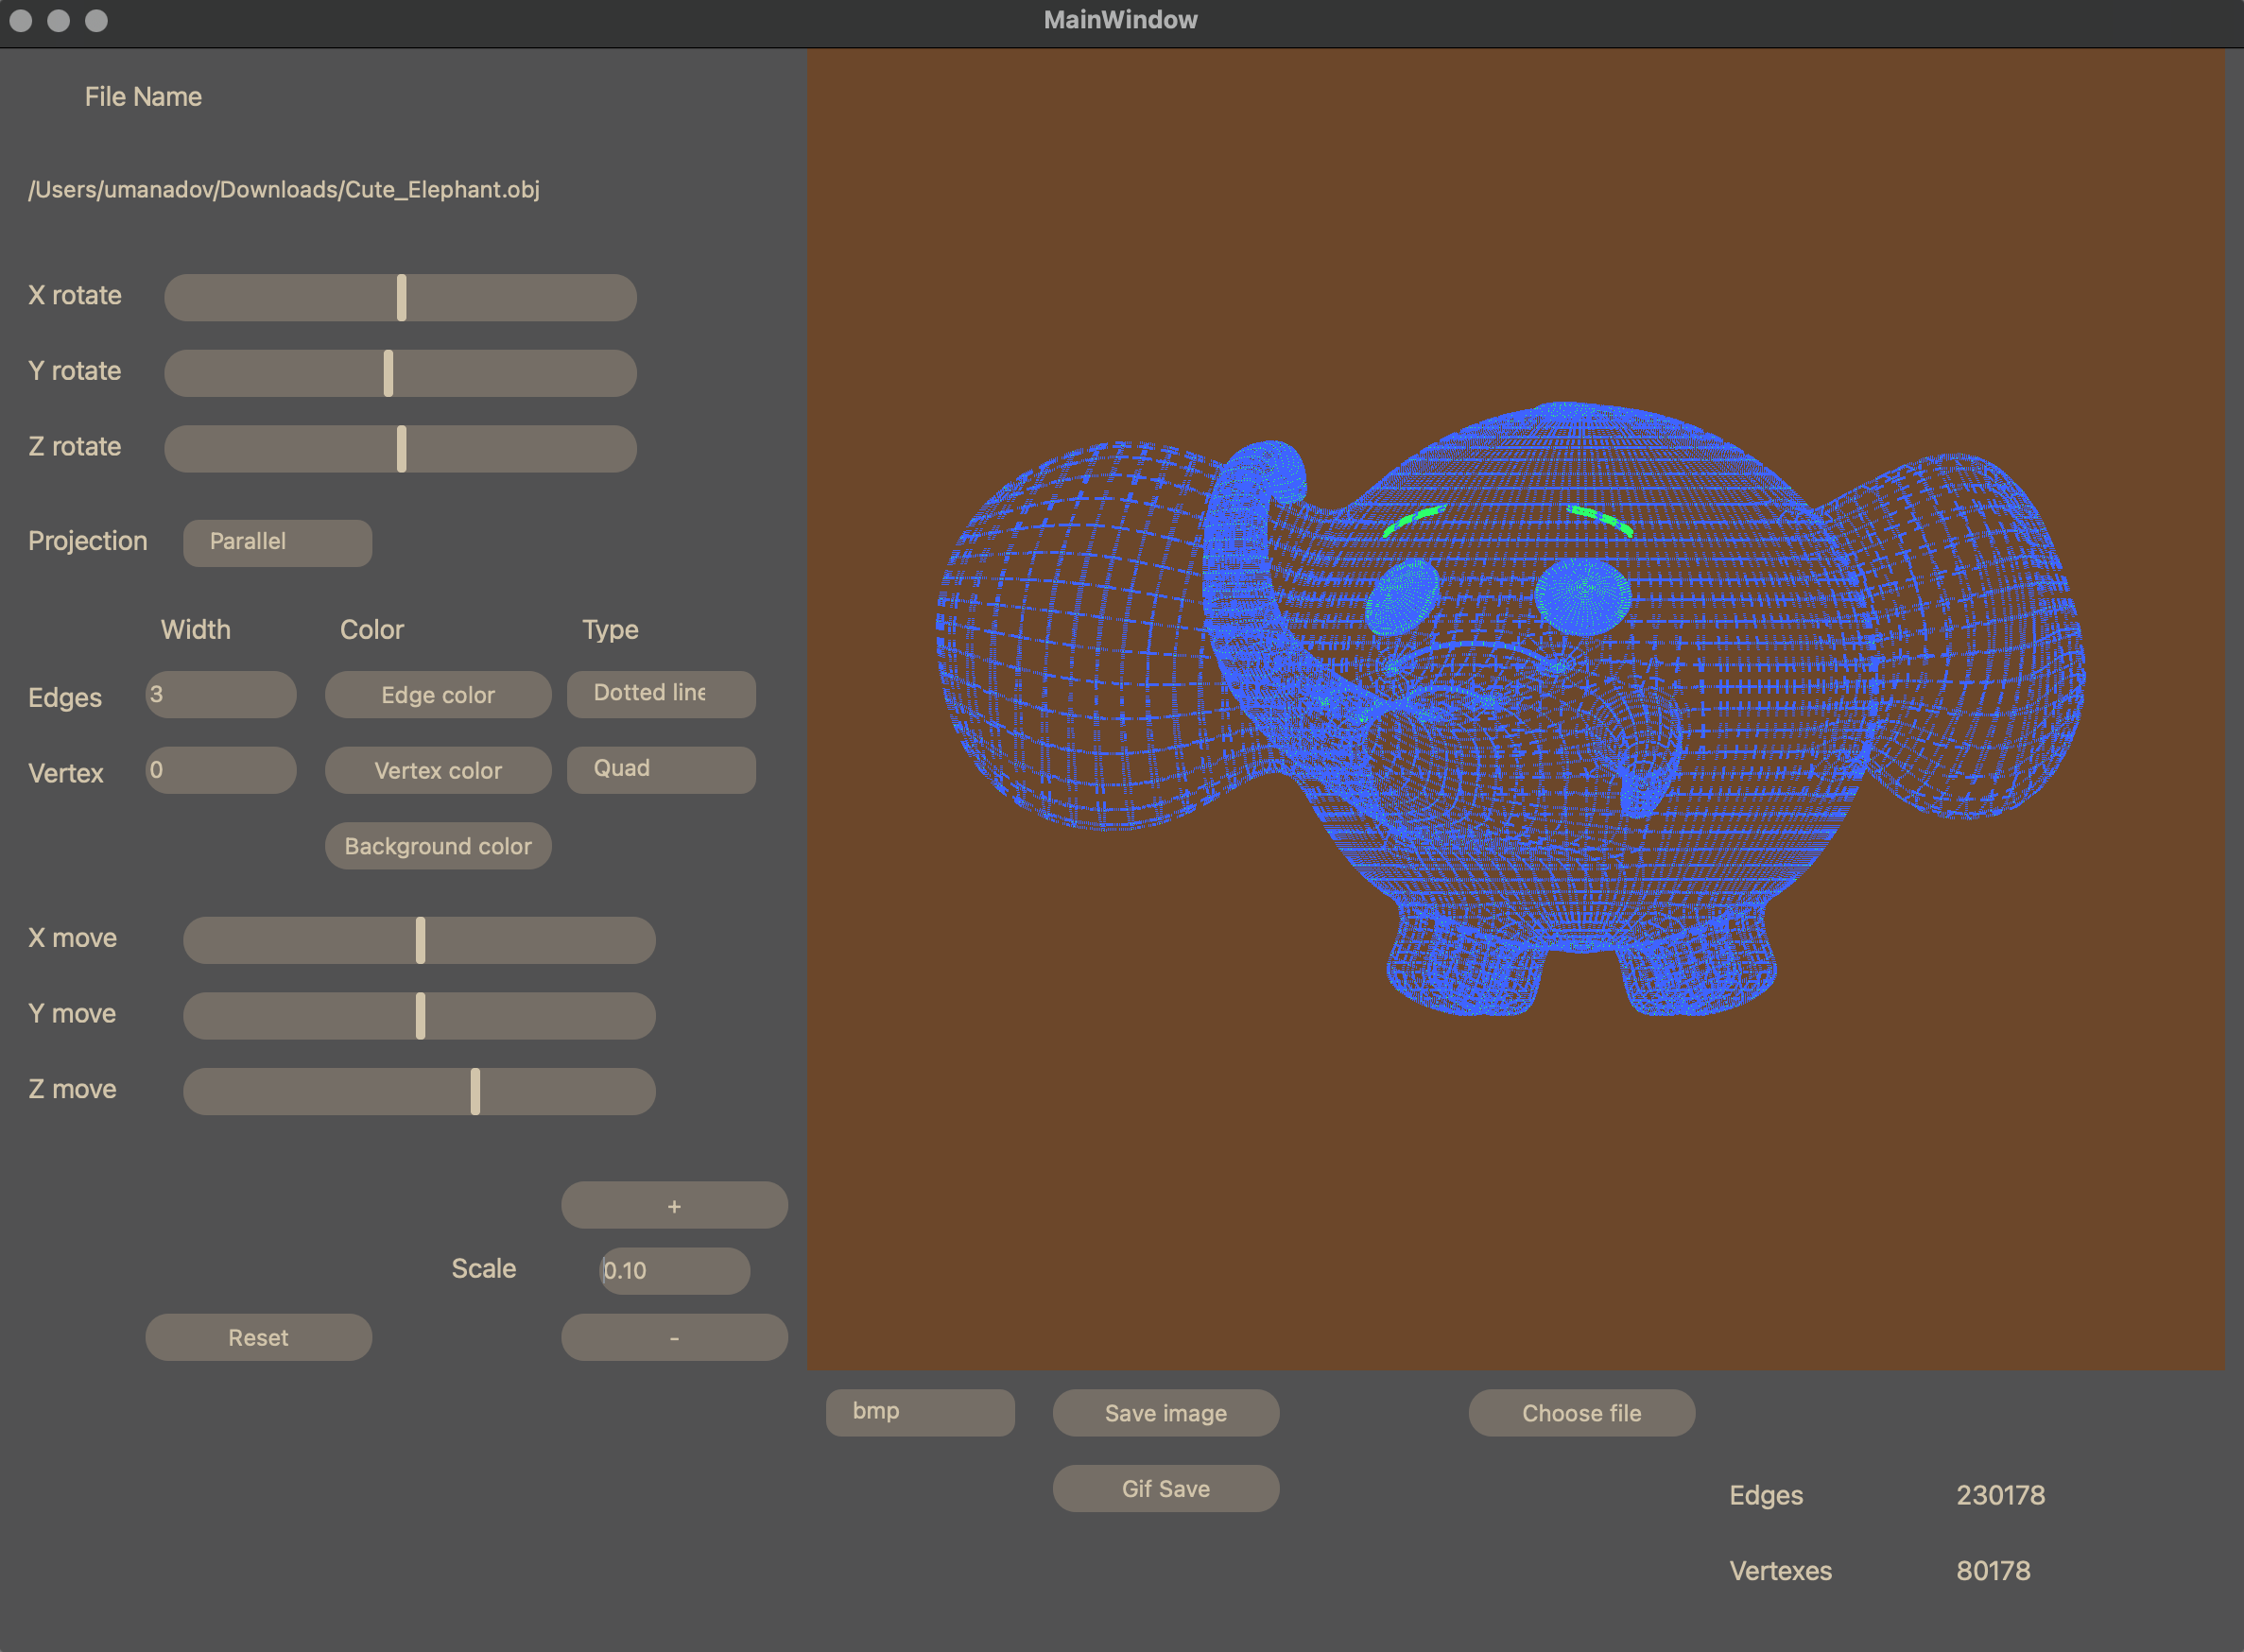 MainWindow
File Name
/Users/umanadov/Downloads/Cute_Elephant.obj
X rotate
Y rotate
Z rotate
Projection Parallel
Width Color Type
Edges 3 Edge color Dotted line
Vertex 0 Vertex color Quad
Background color
X move
Y move
Z move
+
Scale 0.10
Reset -
bmp Save image Choose file
Gif Save
Edges 230178
Vertexes 80178